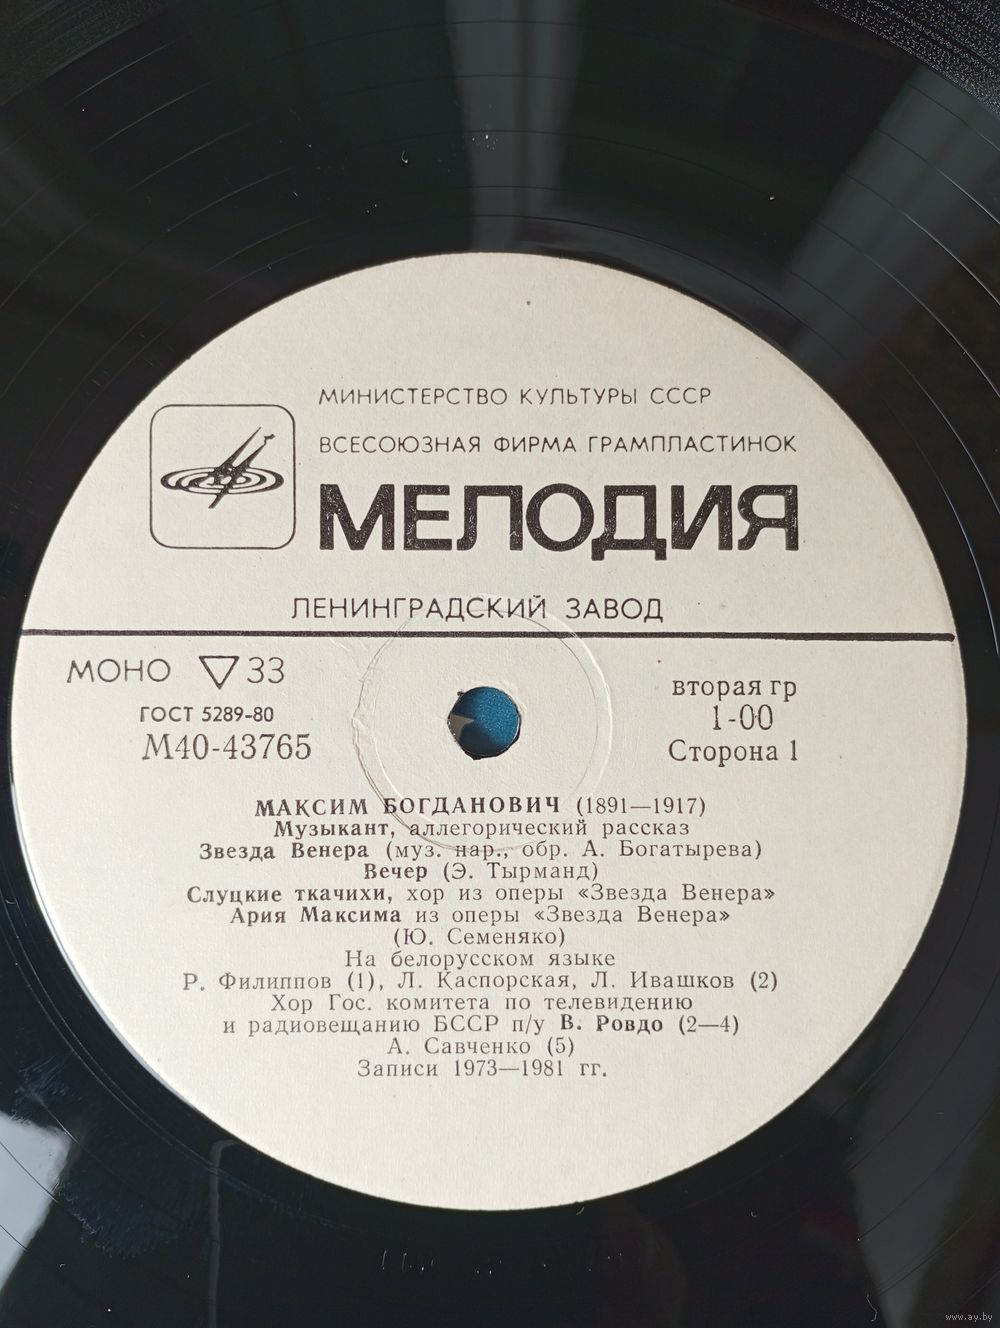 МИНИСТЕРСТВО КУЛЬТУРЫ СССР
ВСЕСОЮЗНАЯ ФИРМА ГРАМПЛАСТИНОК
МЕЛОДИЯ
ЛЕНИНГРАДСКИЙ ЗАВОД
МОНО ▽33
ГОСТ 5289-80
М40-43765
вторая гр
1-00
Сторона 1
МАКСИМ БОГДАНОВИЧ (1891—1917)
Музыкант, аллегорический рассказ
Звезда Венера (муз. нар., обр. А. Богатырева)
Вечер (Э. Тырманд)
Слуцкие ткачихи, хор из оперы «Звезда Венера»
Ария Максима из оперы «Звезда Венера»
(Ю. Семеняко)
На белорусском языке
Р. Филиппов (1), Л. Каспорская, Л. Ивашков (2)
Хор Гос. комитета по телевидению
и радиовещанию БССР п/у В. Ровдо (2—4)
А. Савченко (5)
Записи 1973—1981 гг.
www.ay.by